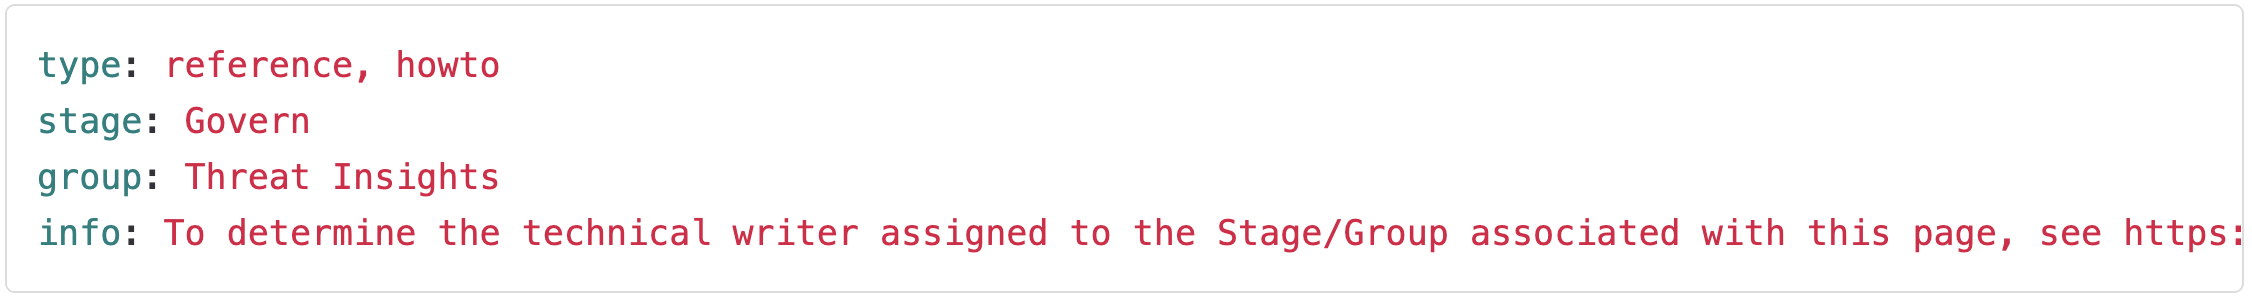 type: reference, howto
stage: Govern
group: Threat Insights
info: To determine the technical writer assigned to the Stage/Group associated with this page, see https: